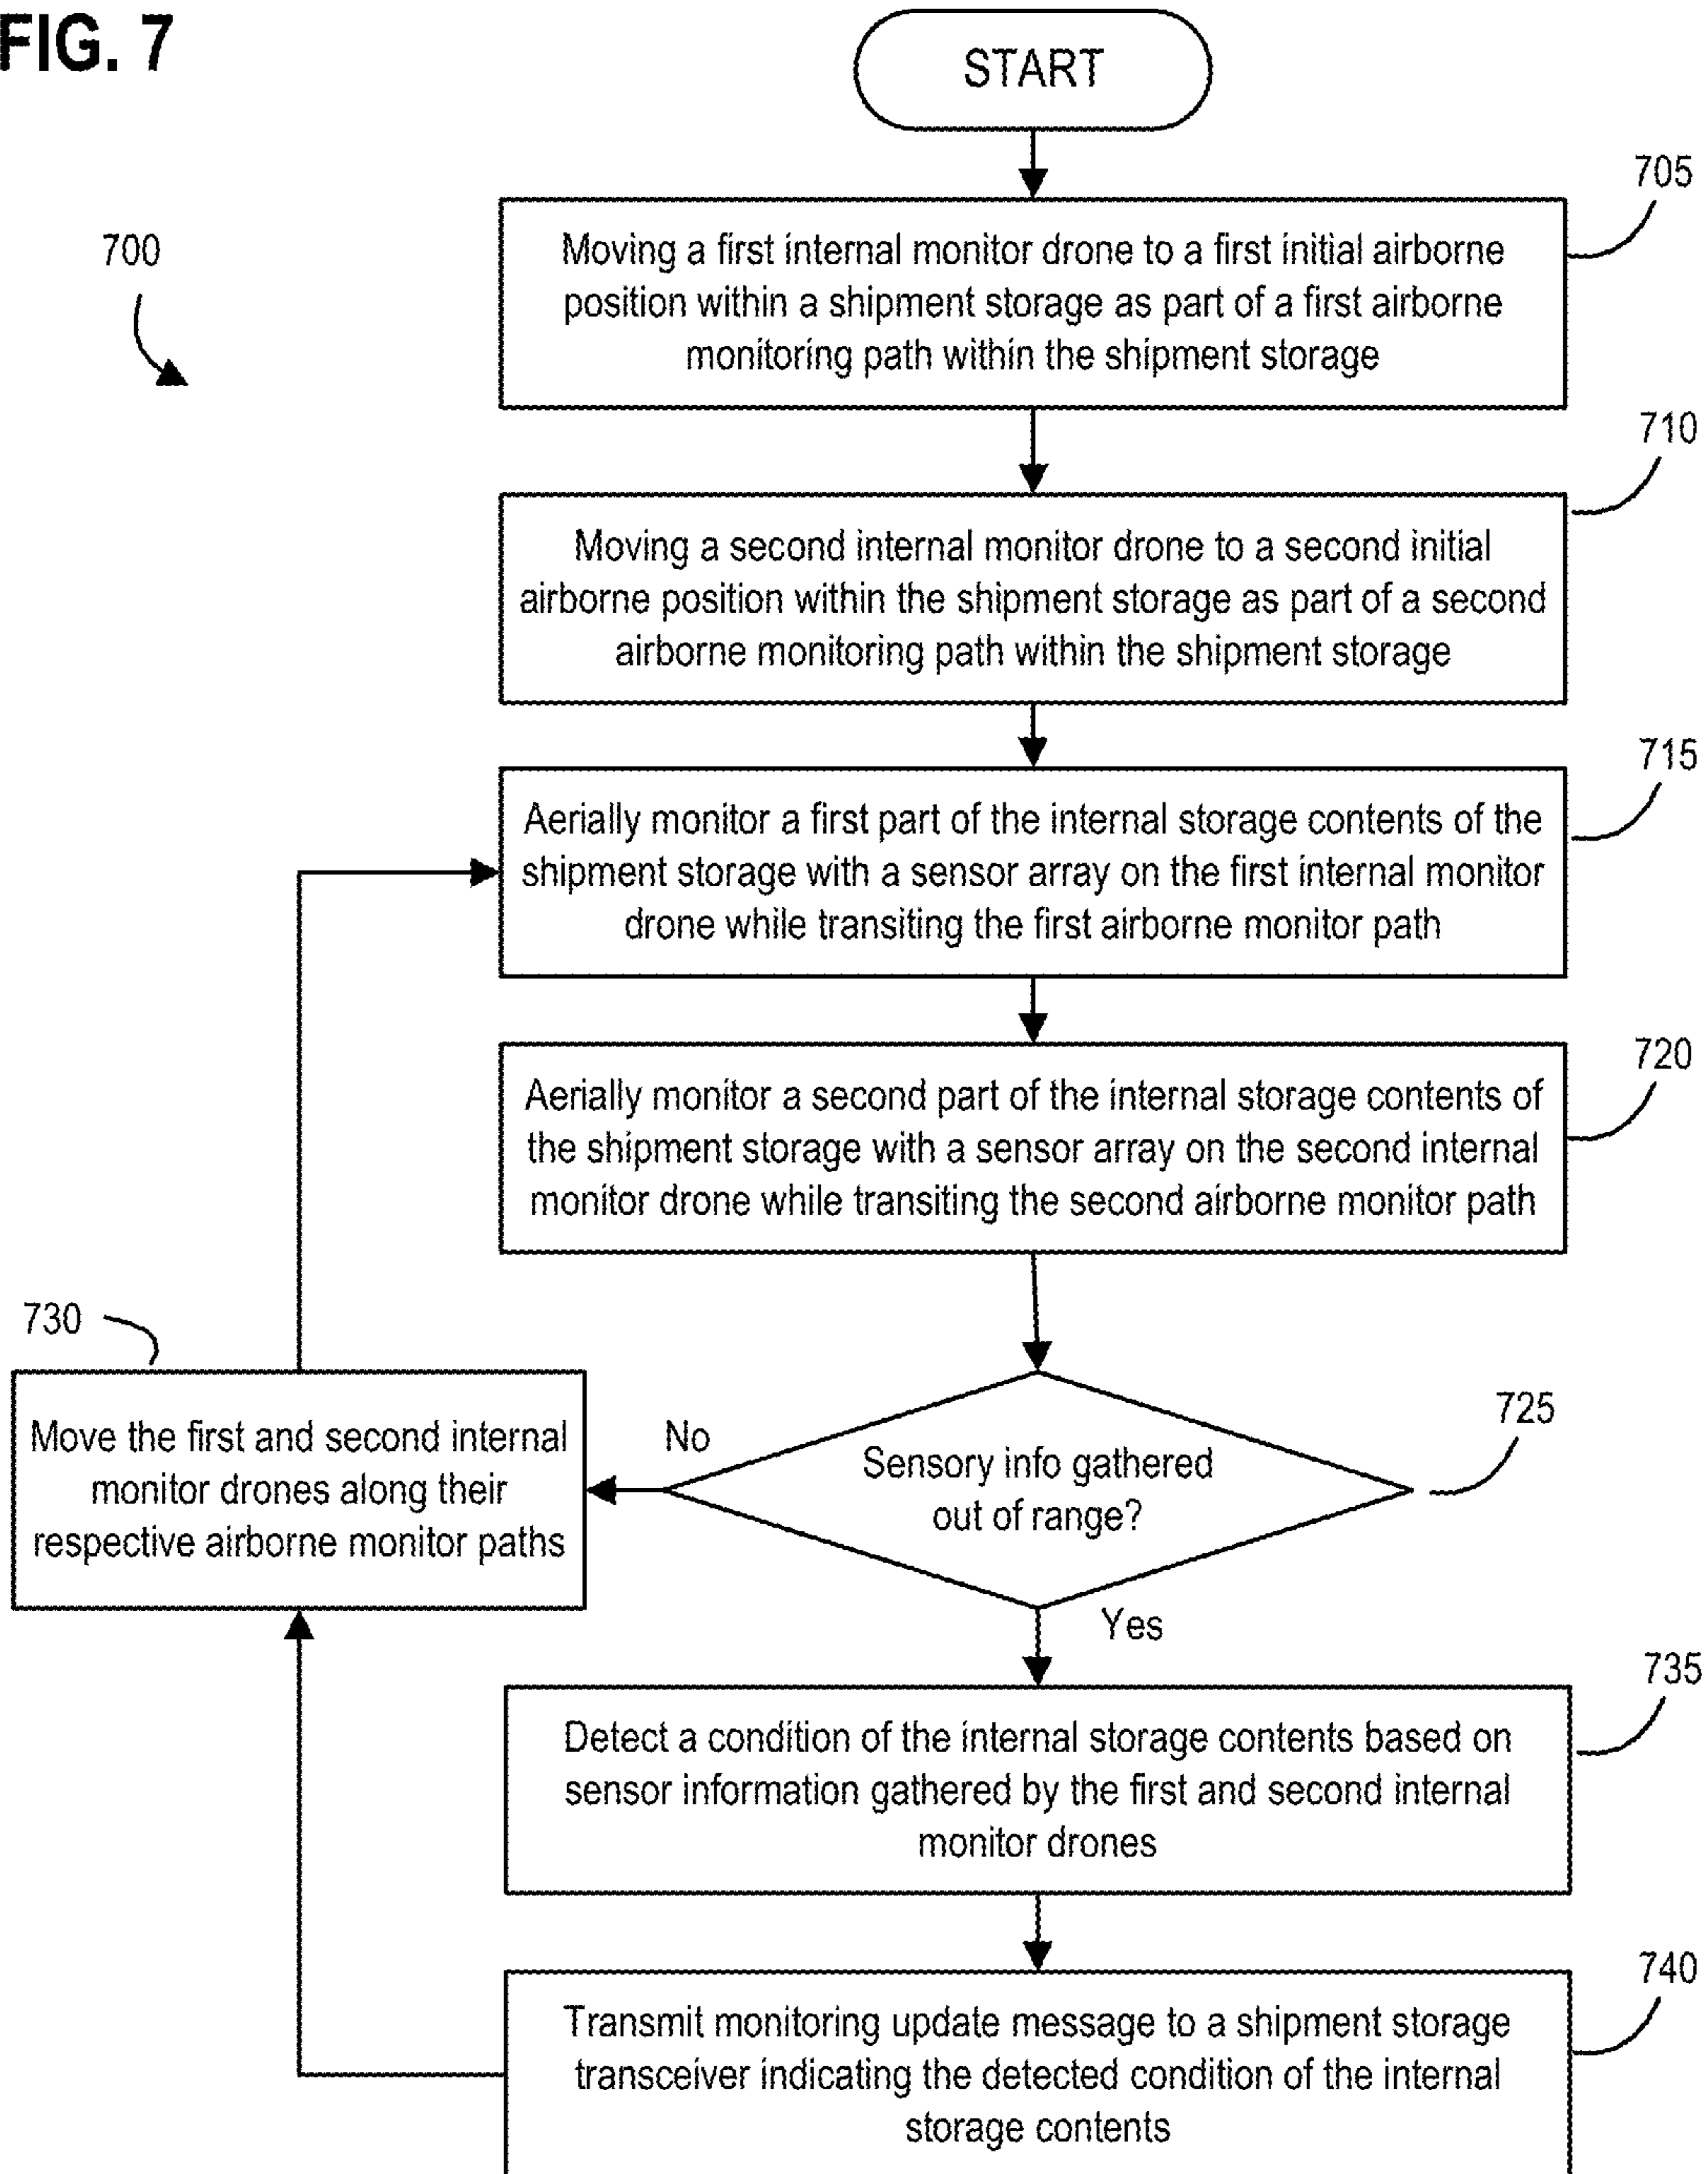 FIG. 7
START
705
700
Moving a first internal monitor drone to a first initial airborne
position within a shipment storage as part of a first airborne
monitoring path within the shipment storage
710
Moving a second internal monitor drone to a second initial
airborne position within the shipment storage as part of a second
airborne monitoring path within the shipment storage
715
Aerially monitor a first part of the internal storage contents of the
shipment storage with a sensor array on the first internal monitor
drone while transiting the first airborne monitor path
720
Aerially monitor a second part of the internal storage contents of
the shipment storage with a sensor array on the second internal
monitor drone while transiting the second airborne monitor path
730
Move the first and second internal
monitor drones along their
respective airborne monitor paths
No
725
Sensory info gathered
out of range?
Yes
735
Detect a condition of the internal storage contents based on
sensor information gathered by the first and second internal
monitor drones
740
Transmit monitoring update message to a shipment storage
transceiver indicating the detected condition of the internal
storage contents